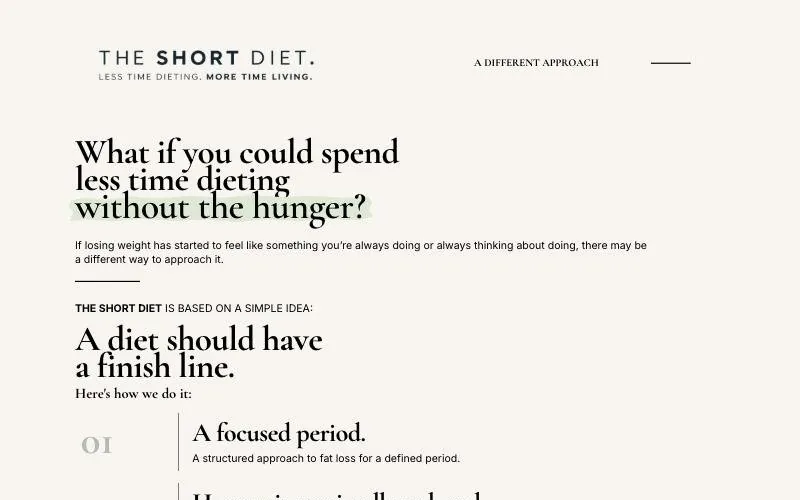 THE SHORT DIET.
LESS TIME DIETING. MORE TIME LIVING.
A DIFFERENT APPROACH
What if you could spend
less time dieting
without the hunger?
If losing weight has started to feel like something you’re always doing or always thinking about doing, there may be
a different way to approach it.
THE SHORT DIET IS BASED ON A SIMPLE IDEA:
A diet should have
a finish line.
Here's how we do it:
01
A focused period.
A structured approach to fat loss for a defined period.